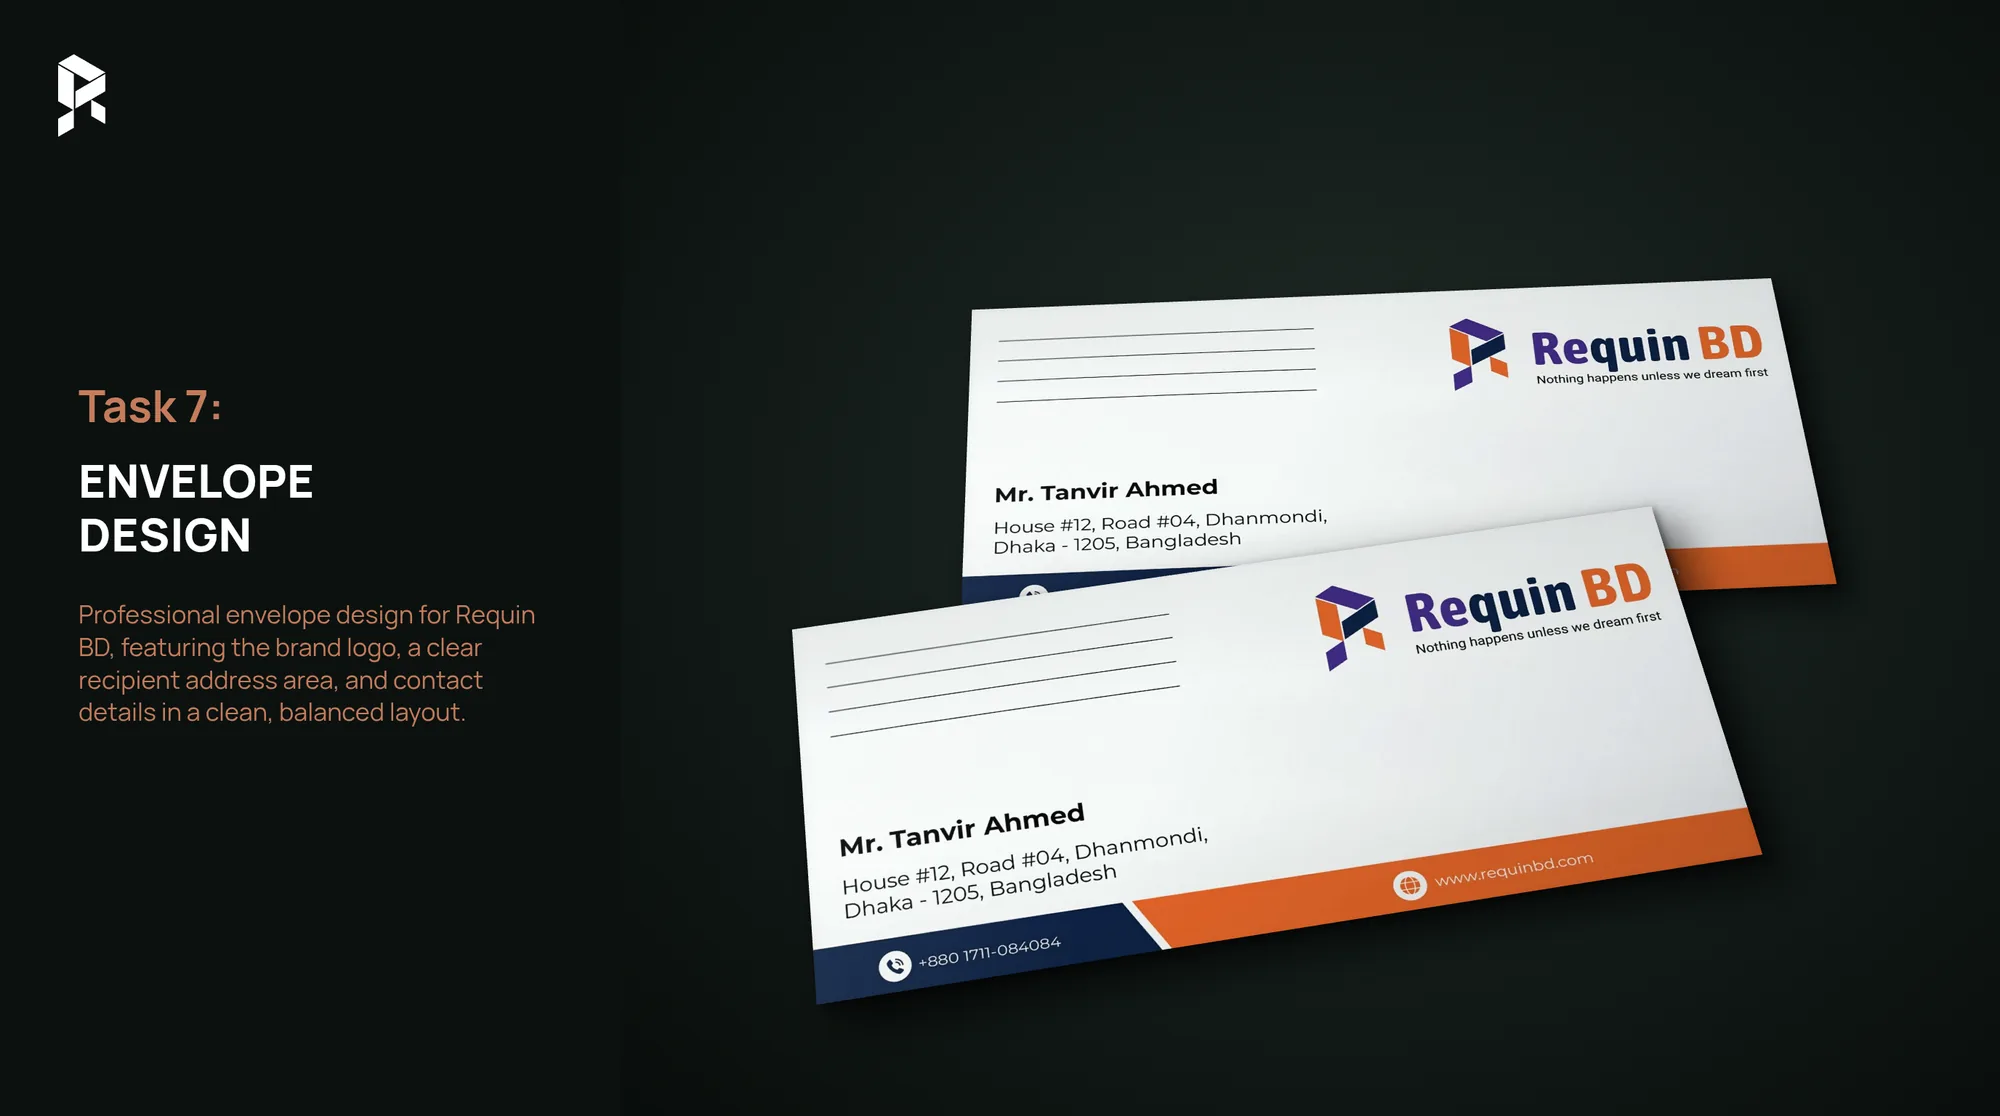 Task 7:
ENVELOPE
DESIGN
Professional envelope design for Requin
BD, featuring the brand logo, a clear
recipient address area, and contact
details in a clean, balanced layout.
Requin BD
Nothing happens unless we dream first
Mr. Tanvir Ahmed
House #12, Road #04, Dhanmondi,
Dhaka - 1205, Bangladesh
Requin BD
Nothing happens unless we dream first
Mr. Tanvir Ahmed
House #12, Road #04, Dhanmondi,
Dhaka - 1205, Bangladesh
+880 1711-084084
www.requinbd.com